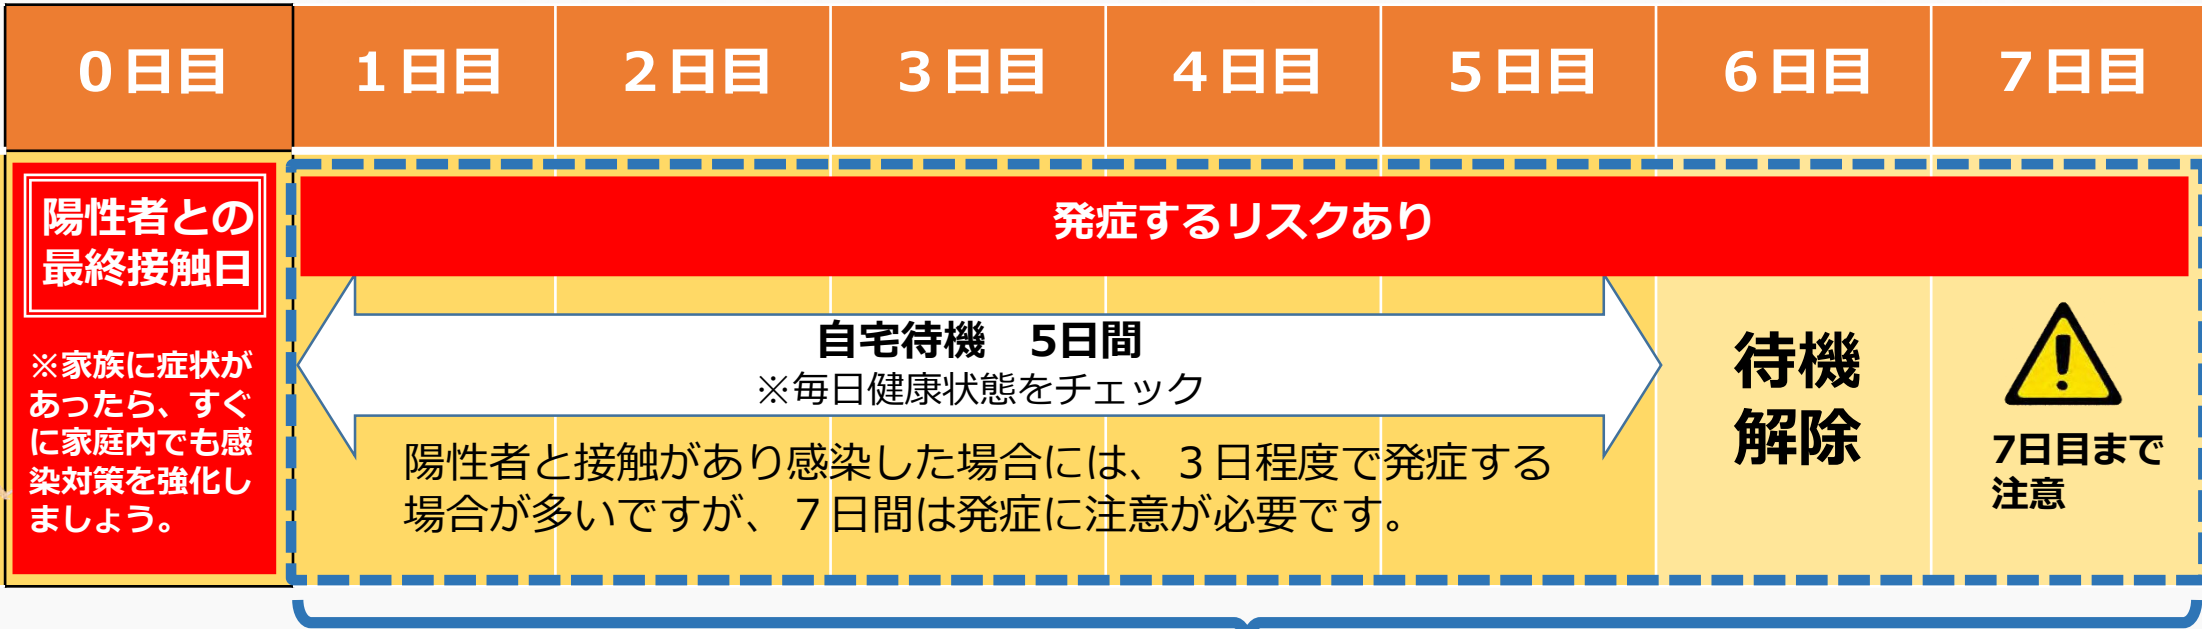 ０日目
１日目
２日目
３日目
４日目
５日目
６日目
７日目
陽性者との
最終接触日
※家族に症状が
あったら、すぐ
に家庭内でも感
染対策を強化し
ましょう。
発症するリスクあり
自宅待機　5日間
※毎日健康状態をチェック
陽性者と接触があり感染した場合には、３日程度で発症する
場合が多いですが、７日間は発症に注意が必要です。
待機
解除
7日目まで
注意